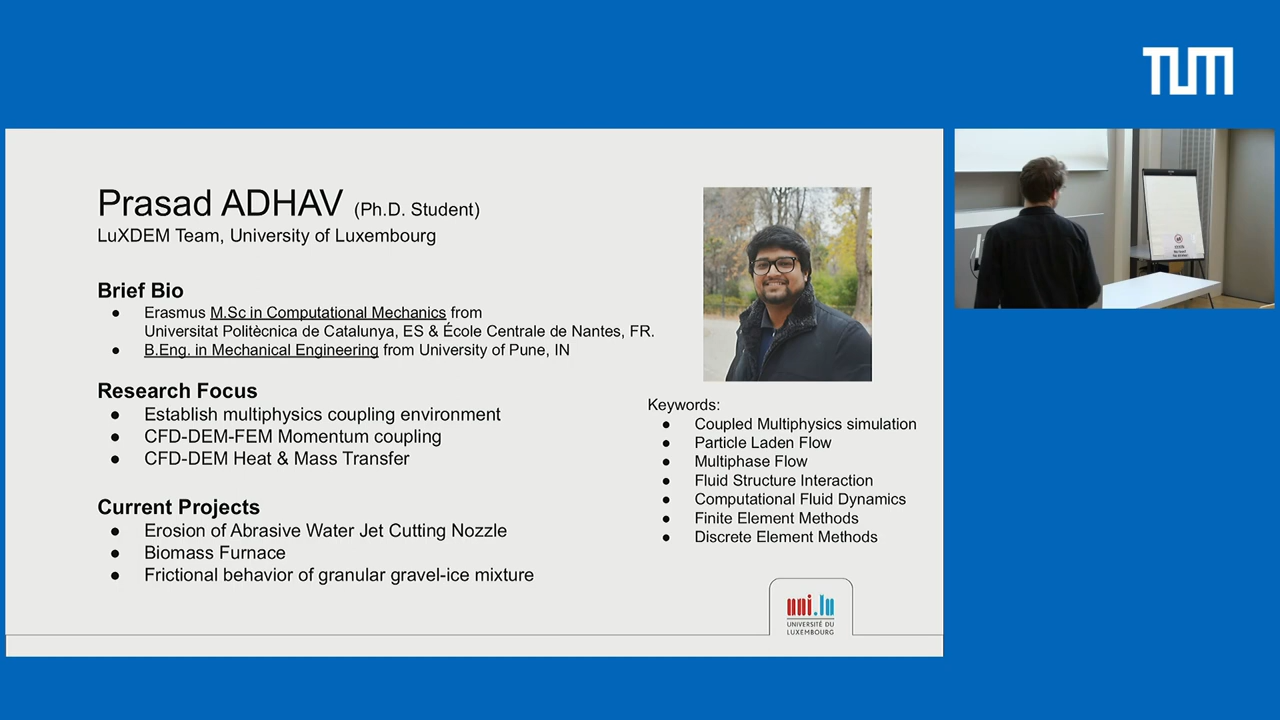 TUM
Prasad ADHAV (Ph.D. Student)
LuXDEM Team, University of Luxembourg
Brief Bio
● Erasmus M.Sc in Computational Mechanics from
Universitat Politècnica de Catalunya, ES & École Centrale de Nantes, FR.
● B.Eng. in Mechanical Engineering from University of Pune, IN
Research Focus
● Establish multiphysics coupling environment
● CFD-DEM-FEM Momentum coupling
● CFD-DEM Heat & Mass Transfer
Current Projects
● Erosion of Abrasive Water Jet Cutting Nozzle
● Biomass Furnace
● Frictional behavior of granular gravel-ice mixture
Keywords:
● Coupled Multiphysics simulation
● Particle Laden Flow
● Multiphase Flow
● Fluid Structure Interaction
● Computational Fluid Dynamics
● Finite Element Methods
● Discrete Element Methods
uni.lu
UNIVERSITÉ DU
LUXEMBOURG